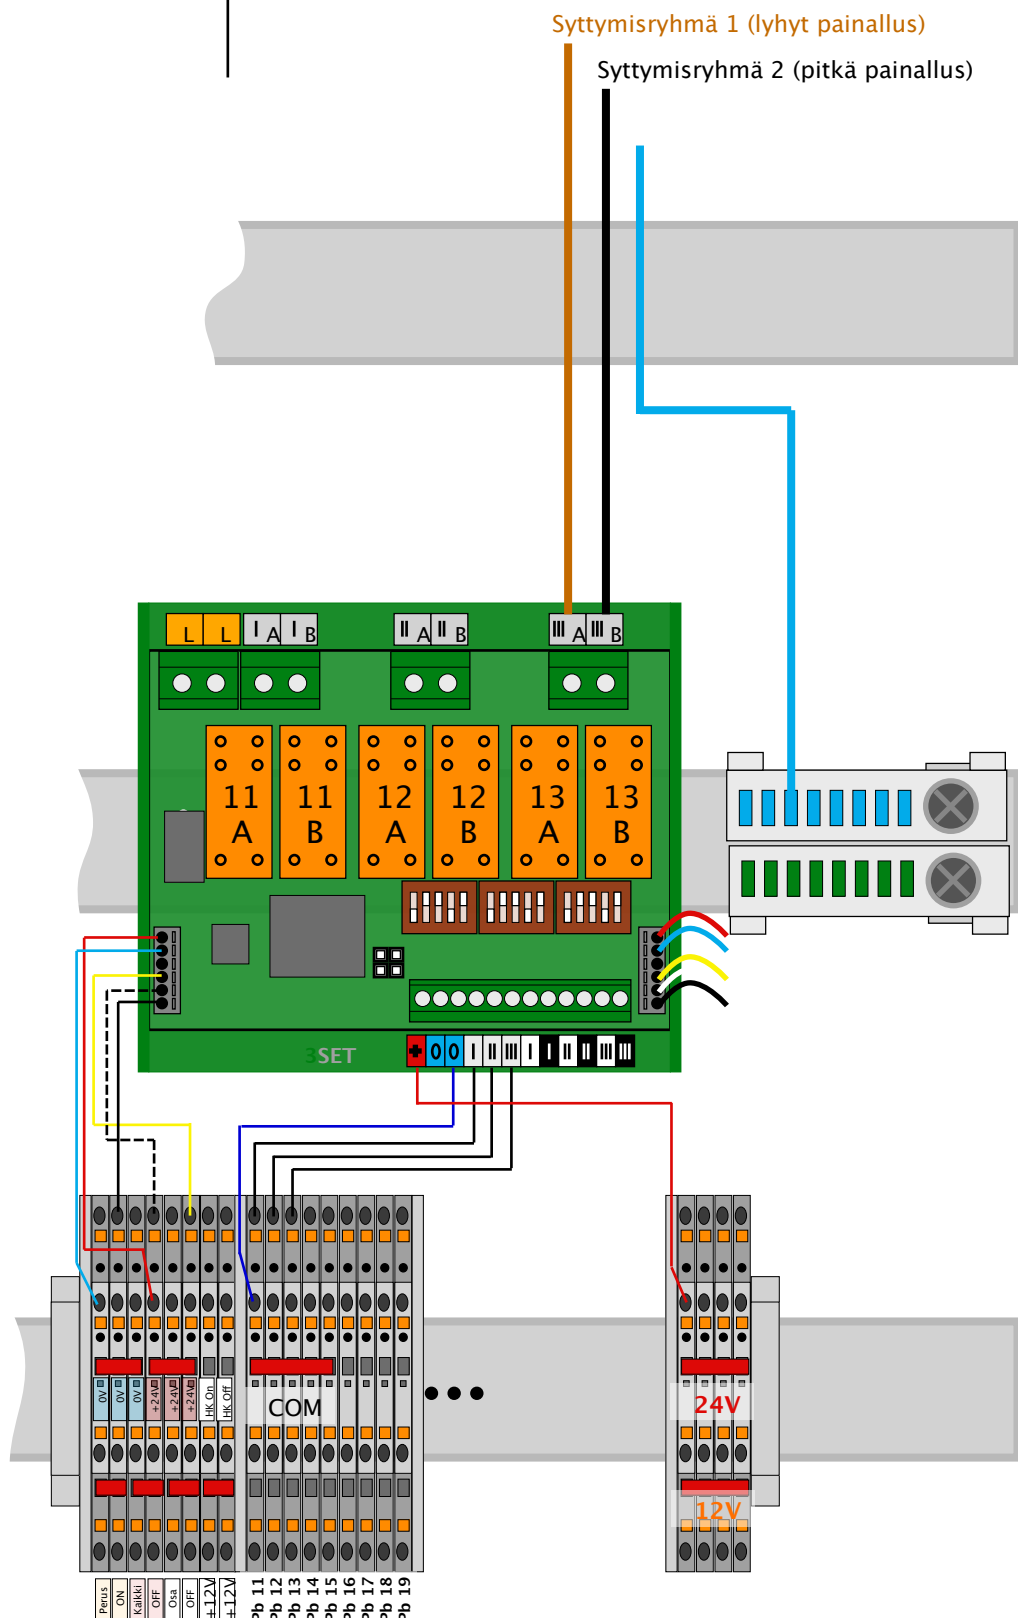 Syttymisryhmä 1 (lyhyt painallus)
Syttymisryhmä 2 (pitkä painallus)
L L I A I B II A II B III A III B
11 A
11 B
12 A
12 B
13 A
13 B
3SET
+ 0 0 I II III I I II II III III
0V
0V
0V
+24V
+24V
+24V
HK On
HK Off
COM
24V
12V
Perus
ON
Kaikki
OFF
Osa
OFF
+12V
+12V
Pb 11
Pb 12
Pb 13
Pb 14
Pb 15
Pb 16
Pb 17
Pb 18
Pb 19